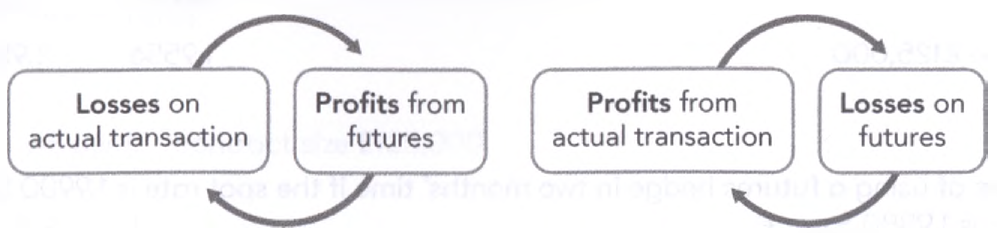 Losses on
actual transaction
Profits from
futures
Profits from
actual transaction
Losses on
futures